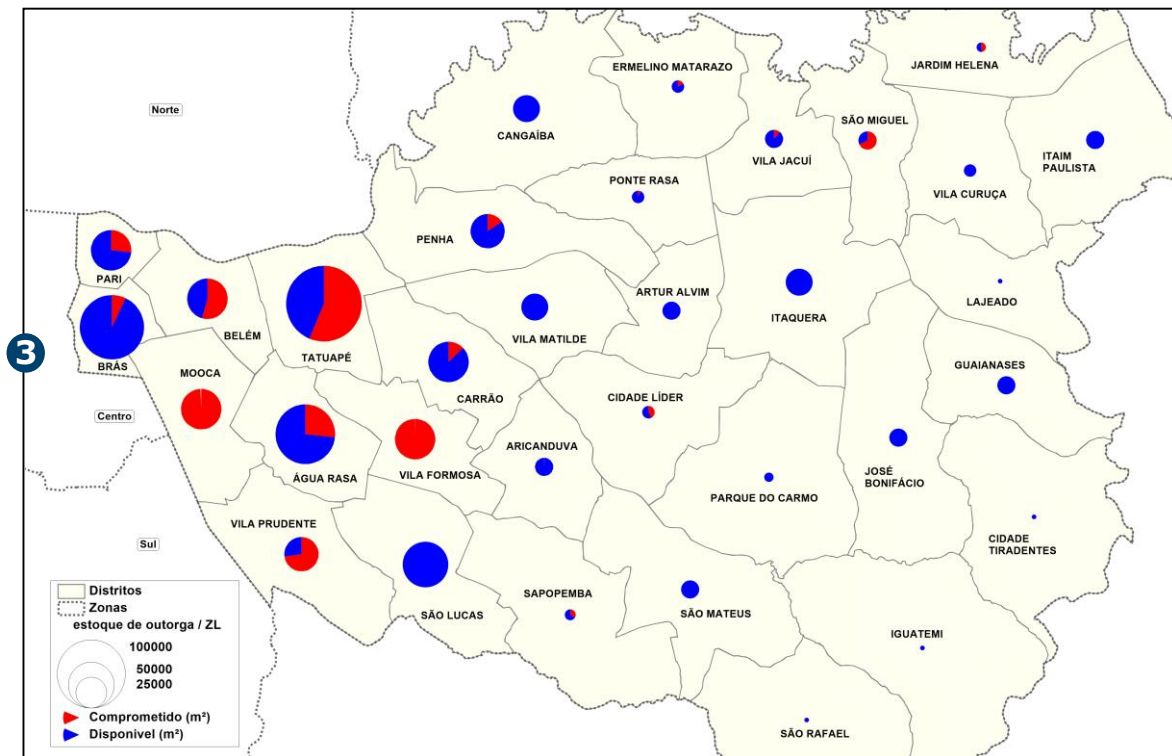 ERMELINO MATARAZO
JARDIM HELENA
Norte
CANGAÍBA
SÃO MIGUEL
VILA JACUÍ
ITAIM
PAULISTA
PONTE RASA
VILA CURUÇA
PENHA
PARI
ARTUR ALVIM
ITAQUERA
LAJEADO
BELÉM
VILA MATILDE
3
BRÁS
TATUAPÉ
GUAIANASES
MOOCA
CARRÃO
CIDADE LÍDER
Centro
ARICANDUVA
ÁGUA RASA
VILA FORMOSA
JOSÉ
BONIFÁCIO
PARQUE DO CARMO
VILA PRUDENTE
CIDADE
TIRADENTES
Sul
SAPOPEMBA
SÃO LUCAS
SÃO MATEUS
IGUATEMI
SÃO RAFAEL
Distritos
Zonas
estoque de outorga / ZL
100000
50000
25000
Comprometido (m²)
Disponivel (m²)